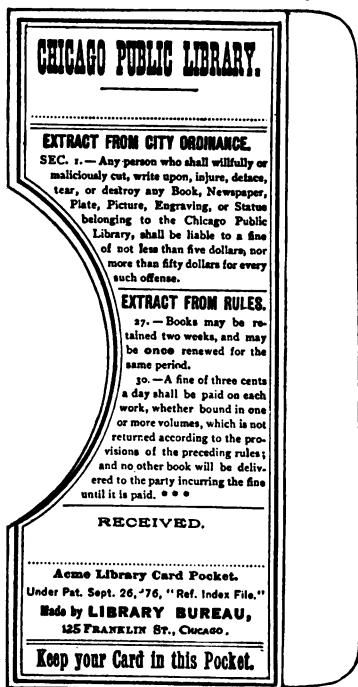 CHICAGO PUBLIC LIBRARY.
EXTRACT FROM CITY ORDINANCE.
SEC. 1.—Any person who shall willfully or
maliciously cut, write upon, injure, deface,
tear, or destroy any Book, Newspaper,
Plate, Picture, Engraving, or Statue
belonging to the Chicago Public
Library, shall be liable to a fine
of not less than five dollars, nor
more than fifty dollars for every
such offense.
EXTRACT FROM RULES.
27.—Books may be re-
tained two weeks, and may
be once renewed for the
same period.
30.—A fine of three cents
a day shall be paid on each
work, whether bound in one
or more volumes, which is not
returned according to the pro-
visions of the preceding rules;
and no other book will be deliv-
ered to the party incurring the fine
until it is paid. * * *
RECEIVED.
Acme Library Card Pocket.
Under Pat. Sept. 26, '76, "Ref. Index File."
Made by LIBRARY BUREAU,
125 FRANKLIN ST., CHICAGO.
Keep your Card in this Pocket.